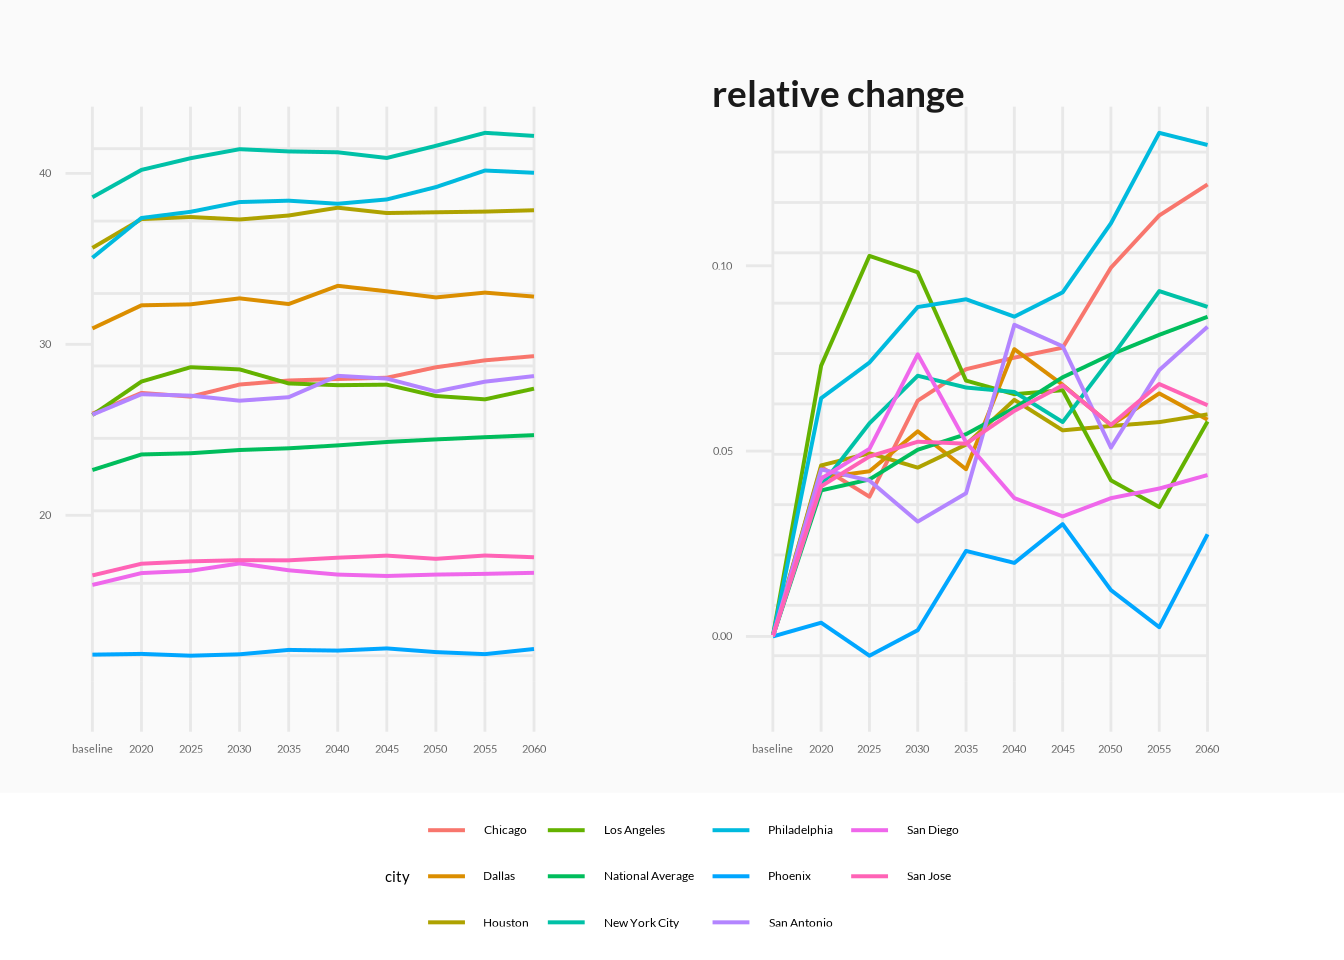 relative change
40
30
20
baseline 2020 2025 2030 2035 2040 2045 2050 2055 2060
0.10
0.05
0.00
baseline 2020 2025 2030 2035 2040 2045 2050 2055 2060
city
Chicago
Dallas
Houston
Los Angeles
National Average
New York City
Philadelphia
Phoenix
San Antonio
San Diego
San Jose